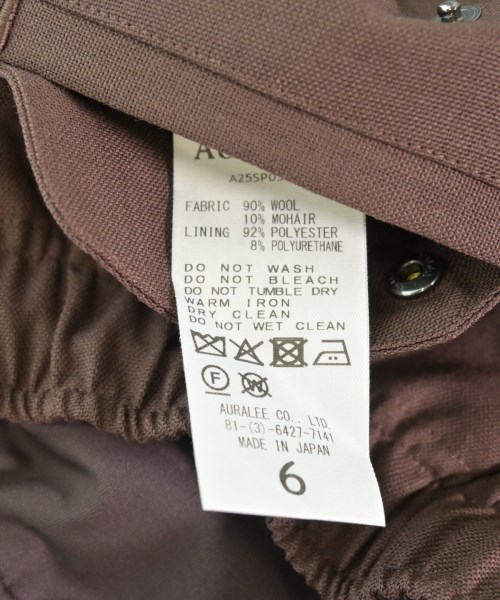 A25SP0
FABRIC 90% WOOL
10% MOHAIR
LINING 92% POLYESTER
8% POLYURETHANE
DO NOT WASH
DO NOT BLEACH
DO NOT TUMBLE DRY
WARM IRON
DRY CLEAN
DO NOT WET CLEAN
F W
AURALEE CO., LTD.
81-(3)-6427-7141
MADE IN JAPAN
6